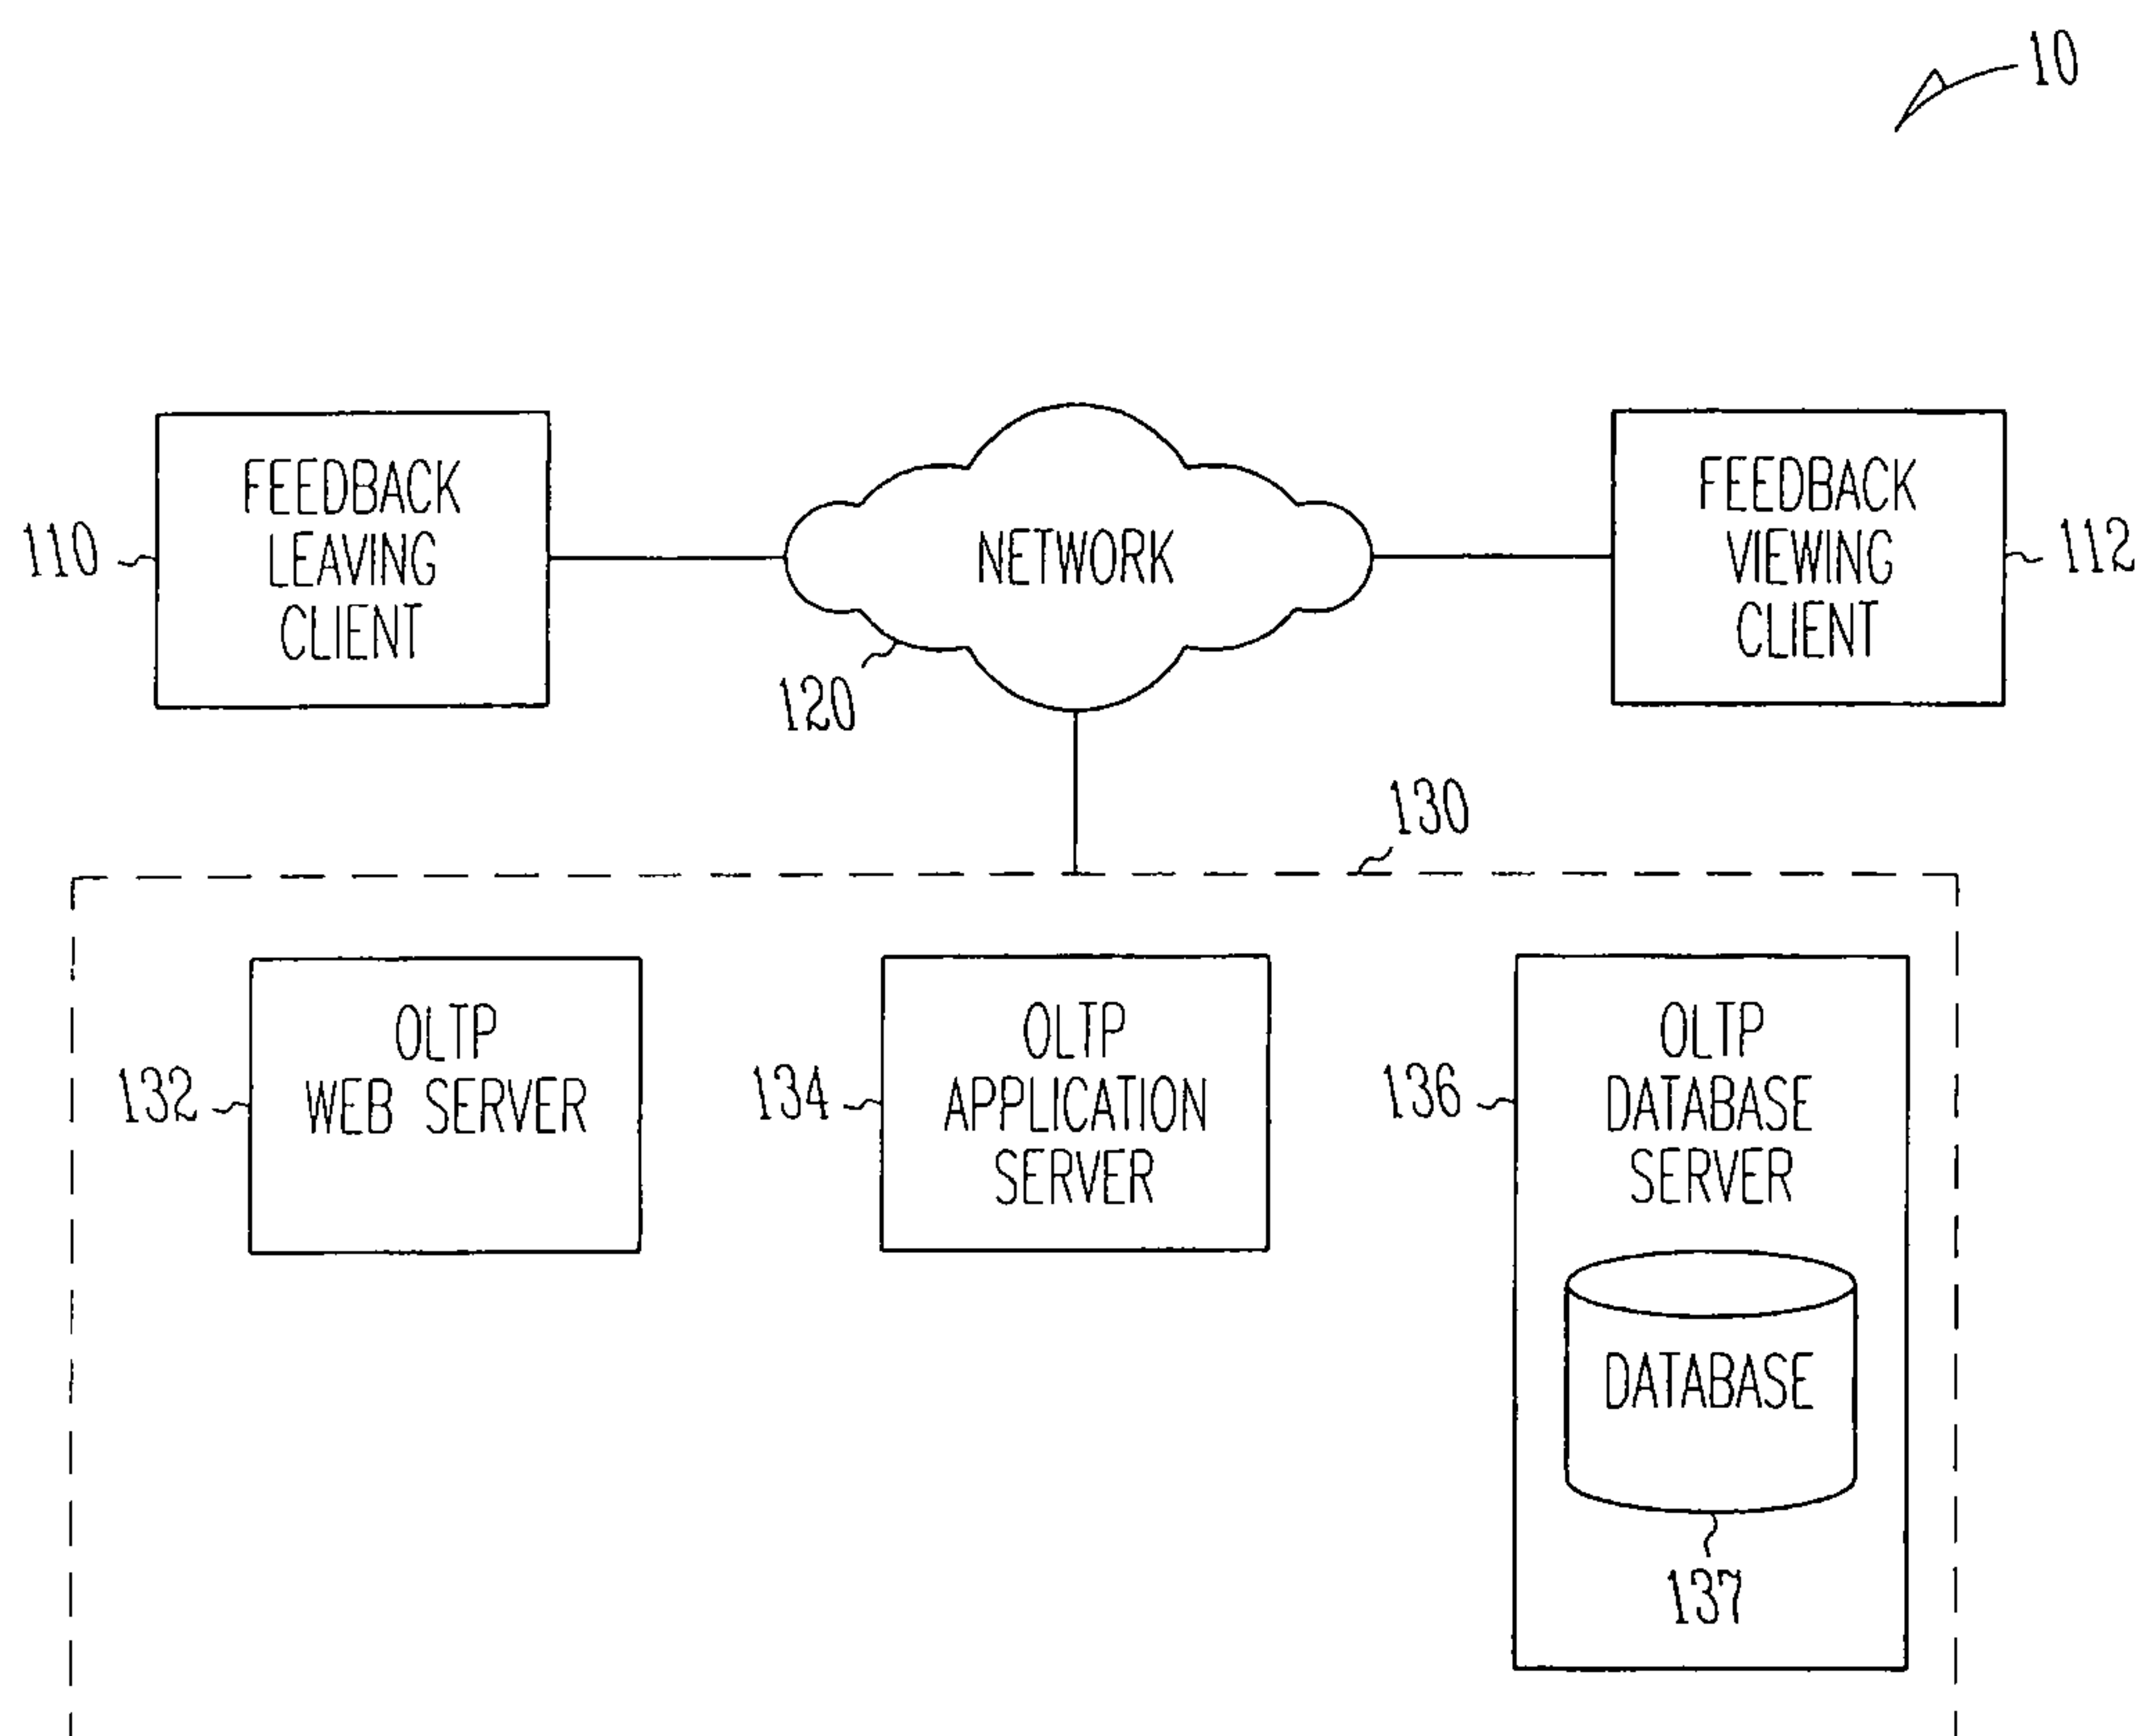 10
FEEDBACK
LEAVING
CLIENT
110
NETWORK
120
FEEDBACK
VIEWING
CLIENT
112
130
OLTP
WEB SERVER
132
OLTP
APPLICATION
SERVER
134
OLTP
DATABASE
SERVER
136
DATABASE
137